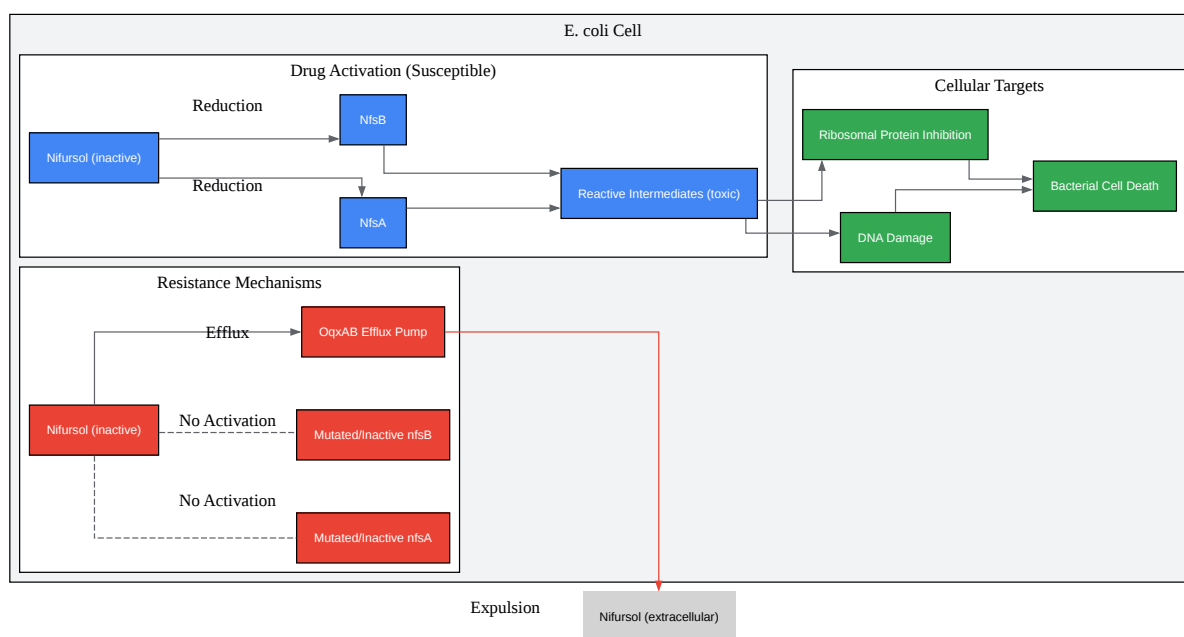 E. coli Cell
Drug Activation (Susceptible)
Reduction
NfsB
Nifursol (inactive)
Reduction
NfsA
Reactive Intermediates (toxic)
Cellular Targets
Ribosomal Protein Inhibition
Bacterial Cell Death
DNA Damage
Resistance Mechanisms
Efflux
OqxAB Efflux Pump
No Activation
Nifursol (inactive)
Mutated/Inactive nfsB
No Activation
Mutated/Inactive nfsA
Expulsion
Nifursol (extracellular)